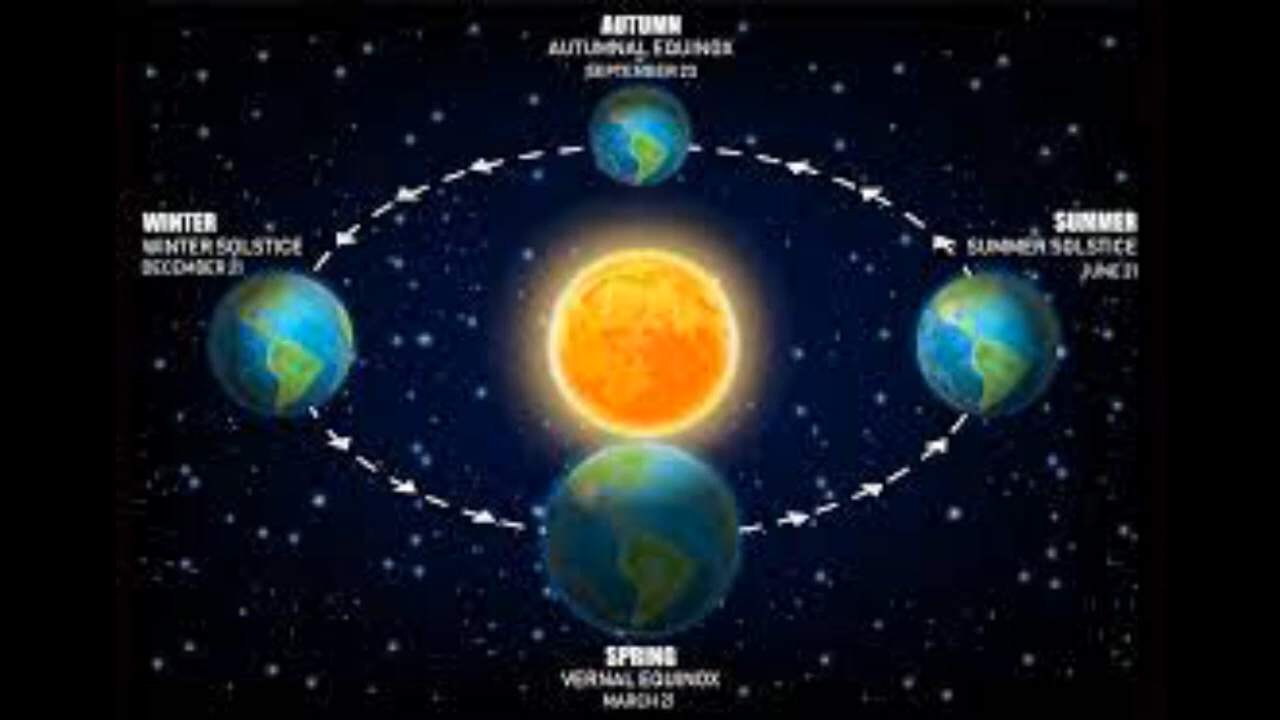 AUTUMN
AUTUMNAL EQUINOX
SEPTEMBER 23
WINTER
WINTER SOLSTICE
DECEMBER 21
SUMMER
SUMMER SOLSTICE
JUNE 21
SPRING
VERNAL EQUINOX
MARCH 21